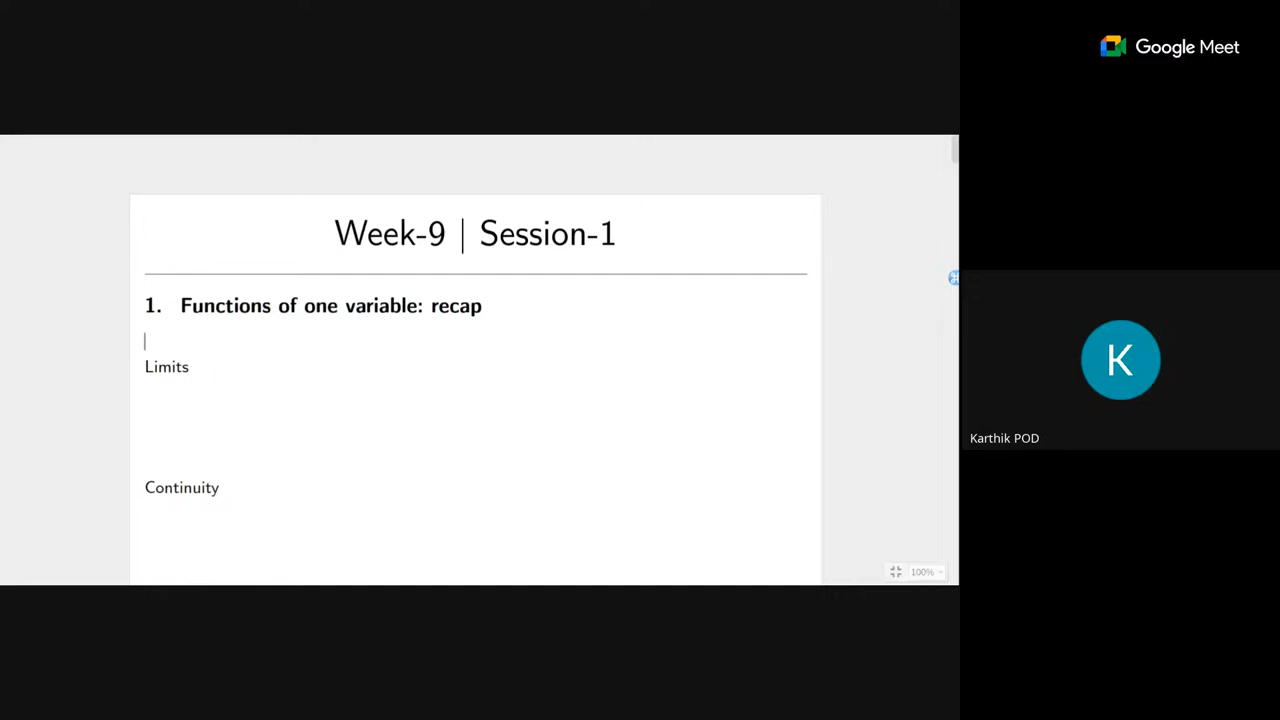 Google Meet
Week-9 | Session-1
1. Functions of one variable: recap
Limits
Continuity
100%
K
Karthik POD